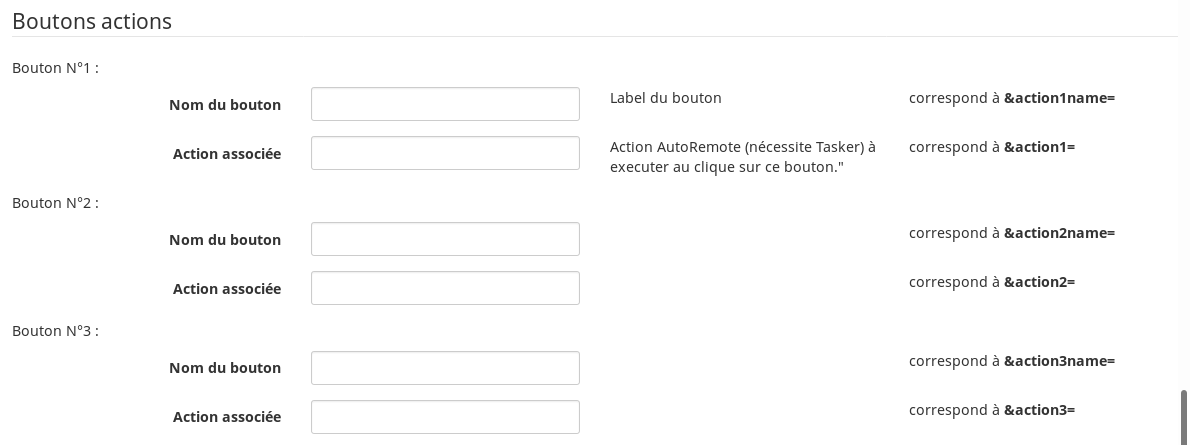 Boutons actions
Bouton N°1 :
Nom du bouton
Label du bouton
correspond à &action1name=
Action associée
Action AutoRemote (nécessite Tasker) à
executer au clique sur ce bouton."
correspond à &action1=
Bouton N°2 :
Nom du bouton
correspond à &action2name=
Action associée
correspond à &action2=
Bouton N°3 :
Nom du bouton
correspond à &action3name=
Action associée
correspond à &action3=